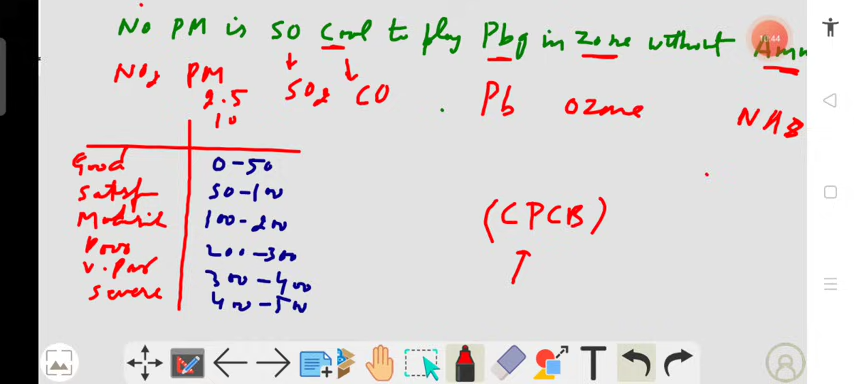 No PM is so Cool to play Pbg in zone without Amm
NO2 PM SO2 CO Pb ozone NAB
2.5
10
Good 0-50
Satisf 50-100
100-200
Poor 200-300
v. Poor 300-400
Severe 400-500
(CPCB)
T